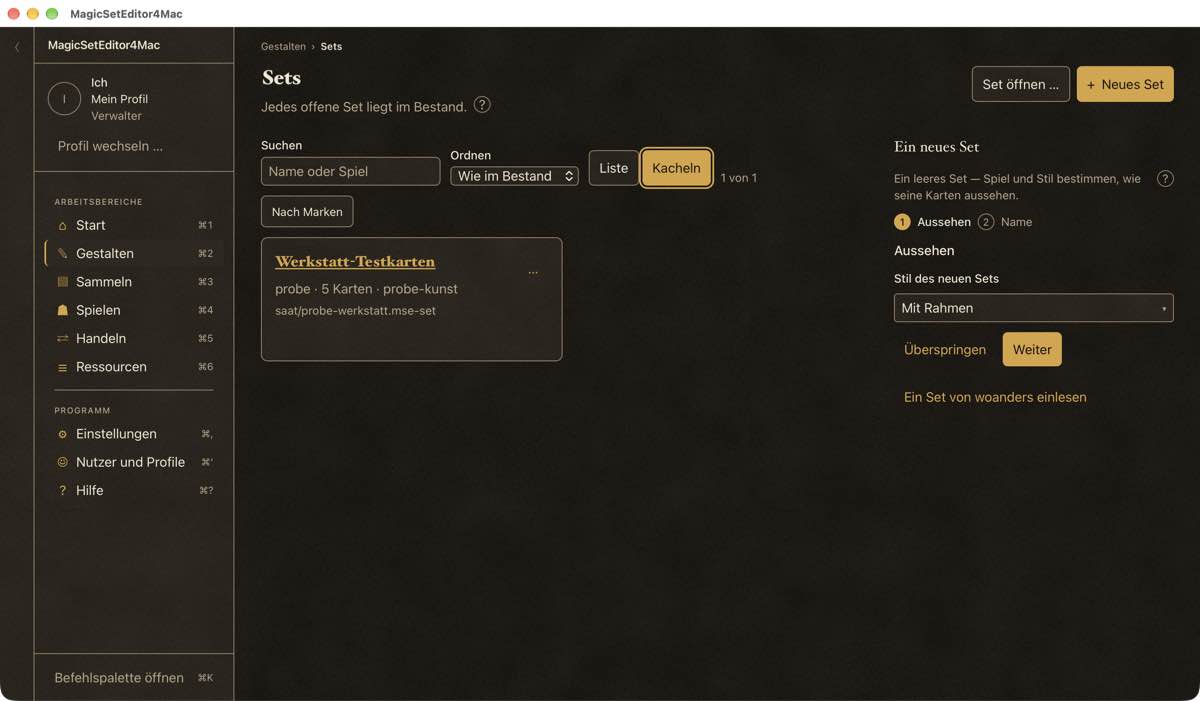 MagicSetEditor4Mac
MagicSetEditor4Mac
I
Ich
Mein Profil
Verwalter
Profil wechseln ...
ARBEITSBEREICHE
Start ⌘1
Gestalten ⌘2
Sammeln ⌘3
Spielen ⌘4
Handeln ⌘5
Ressourcen ⌘6
PROGRAMM
Einstellungen ⌘,
Nutzer und Profile ⌘'
? Hilfe ⌘?
Befehlspalette öffnen ⌘K
Gestalten › Sets
Sets
Jedes offene Set liegt im Bestand. ?
Set öffnen ...
+ Neues Set
Suchen
Name oder Spiel
Ordnen
Wie im Bestand
Liste
Kacheln
1 von 1
Nach Marken
Werkstatt-Testkarten
...
probe · 5 Karten · probe-kunst
saat/probe-werkstatt.mse-set
Ein neues Set
Ein leeres Set — Spiel und Stil bestimmen, wie
seine Karten aussehen.
?
1 Aussehen 2 Name
Aussehen
Stil des neuen Sets
Mit Rahmen
Überspringen
Weiter
Ein Set von woanders einlesen